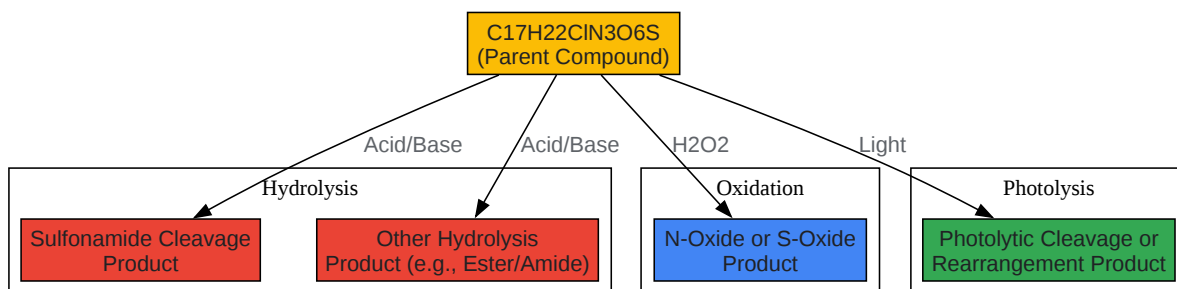 C17H22ClN3O6S
(Parent Compound)
Acid/Base
Acid/Base
H2O2
Light
Hydrolysis
Oxidation
Photolysis
Sulfonamide Cleavage
Product
Other Hydrolysis
Product (e.g., Ester/Amide)
N-Oxide or S-Oxide
Product
Photolytic Cleavage or
Rearrangement Product